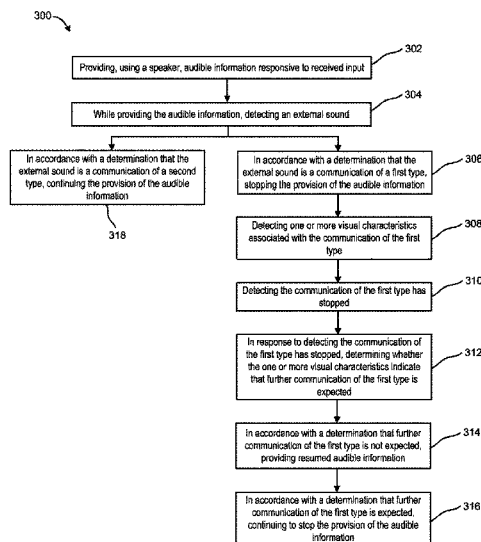 300
Providing, using a speaker, audible information responsive to received input
302
While providing the audible information, detecting an external sound
304
In accordance with a determination that the
external sound is a communication of a second
type, continuing the provision of the audible
information
318
In accordance with a determination that the
external sound is a communication of a first type,
stopping the provision of the audible information
306
Detecting one or more visual characteristics
associated with the communication of the first
type
308
Detecting the communication of the first type has
stopped
310
In response to detecting the communication of
the first type has stopped, determining whether
the one or more visual characteristics indicate
that further communication of the first type is
expected
312
In accordance with a determination that further
communication of the first type is not expected,
providing resumed audible information
314
In accordance with a determination that further
communication of the first type is expected,
continuing to stop the provision of the audible
information
316